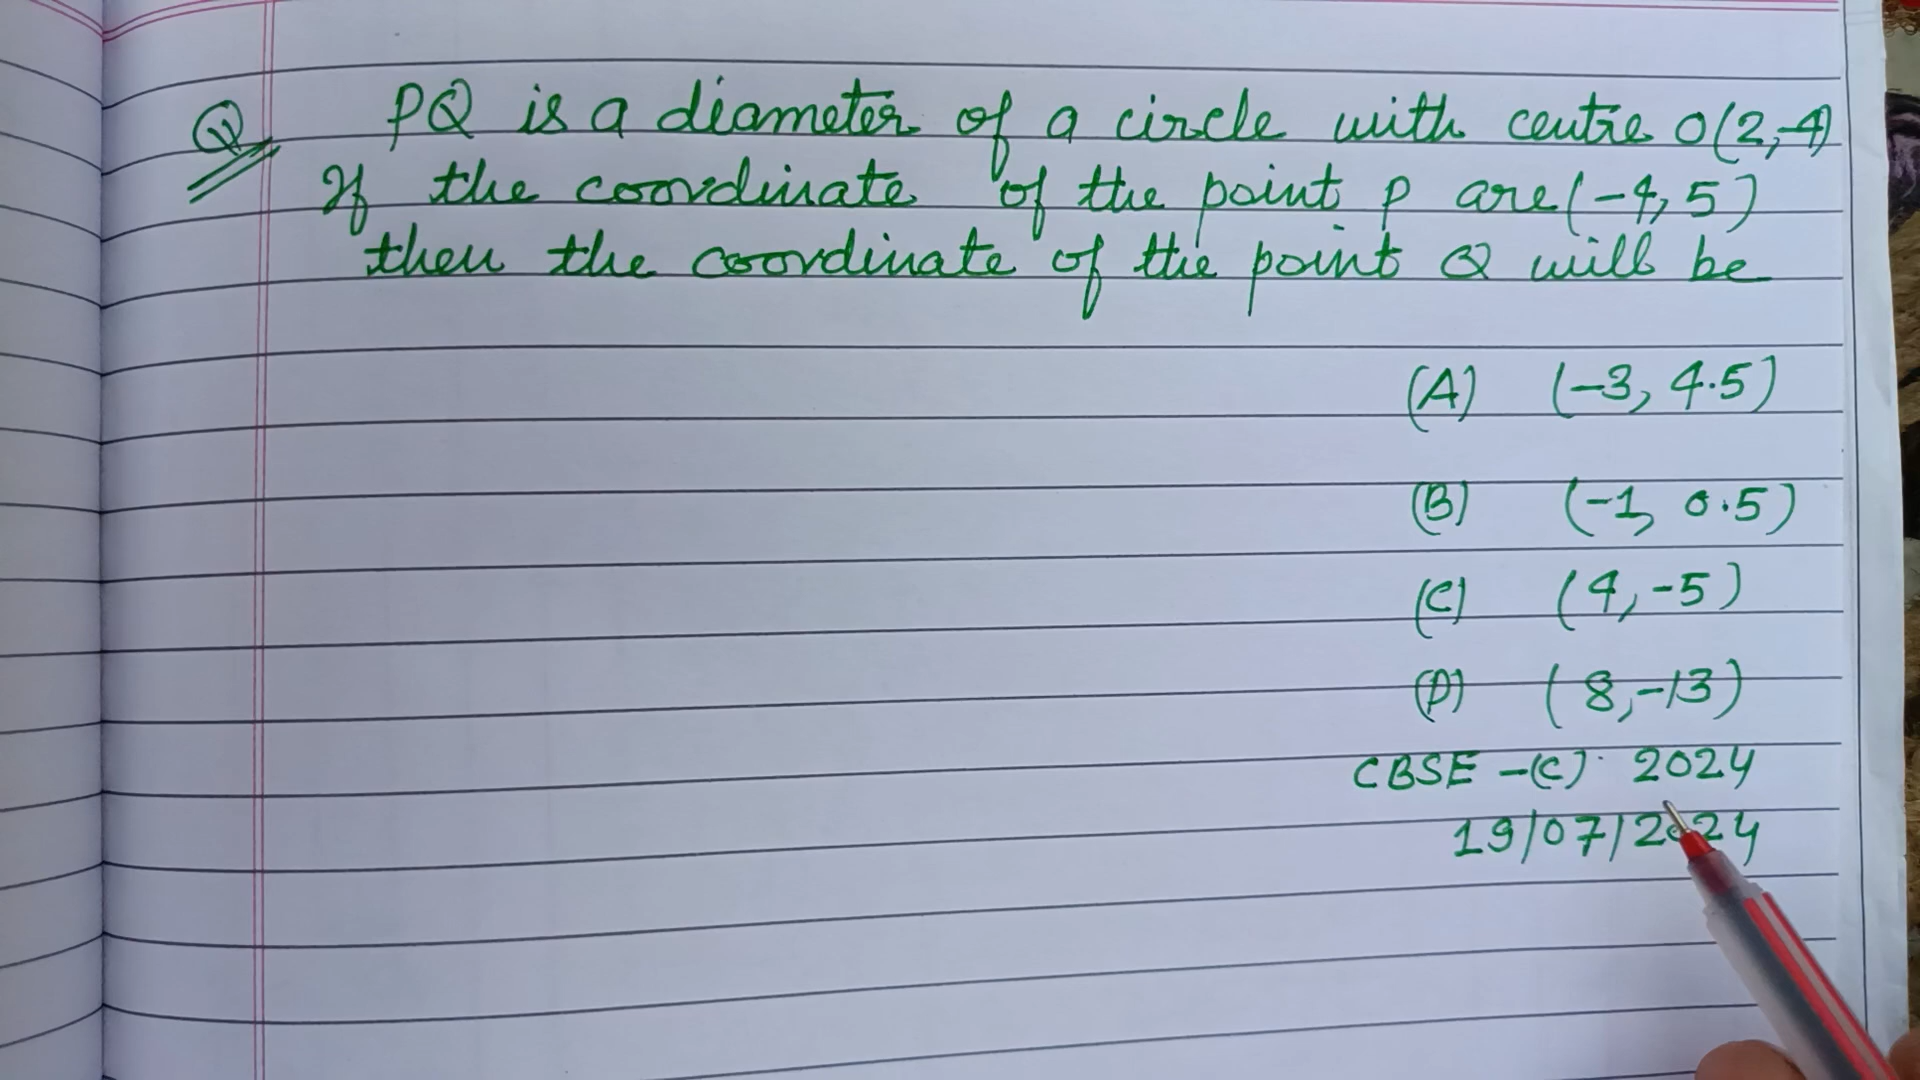 Q PQ is a diameter of a circle with centre O(2,-4)
If the coordinate of the point P are (-4, 5)
then the coordinate of the point Q will be
(A) (-3, 4.5)
(B) (-1, 0.5)
(C) (4, -5)
(D) (8, -13)
CBSE -(C) 2024
19/07/2024